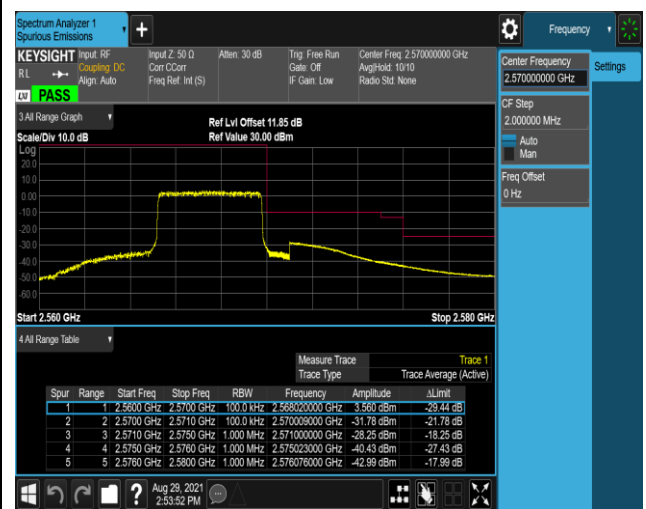 Spectrum Analyzer 1
Spurious Emissions
Frequency
KEYSIGHT Input: RF Input Z: 50 Ω Atten: 30 dB Trig: Free Run Center Freq: 2.570000000 GHz
RL Coupling: DC Corr CCorr Gate: Off Avg|Hold: 10/10
Align: Auto Freq Ref: Int (S) IF Gain: Low Radio Std: None
LXI PASS
Center Frequency
2.570000000 GHz
Settings
CF Step
2.000000 MHz
Auto
Man
Freq Offset
0 Hz
3 All Range Graph
Ref Lvl Offset 11.85 dB
Scale/Div 10.0 dB Ref Value 30.00 dBm
Log
20.0
10.0
0.00
-10.0
-20.0
-30.0
-40.0
-50.0
-60.0
Start 2.560 GHz Stop 2.580 GHz
4 All Range Table
Measure Trace Trace 1
Trace Type Trace Average (Active)
Spur Range Start Freq Stop Freq RBW Frequency Amplitude ΔLimit
1 1 2.5600 GHz 2.5700 GHz 100.0 kHz 2.568020000 GHz 3.560 dBm -29.44 dB
2 2 2.5700 GHz 2.5710 GHz 100.0 kHz 2.570009000 GHz -31.78 dBm -21.78 dB
3 3 2.5710 GHz 2.5750 GHz 1.000 MHz 2.571000000 GHz -28.25 dBm -18.25 dB
4 4 2.5750 GHz 2.5760 GHz 1.000 MHz 2.575023000 GHz -40.43 dBm -27.43 dB
5 5 2.5760 GHz 2.5800 GHz 1.000 MHz 2.576076000 GHz -42.99 dBm -17.99 dB
? Aug 29, 2021
2:53:52 PM